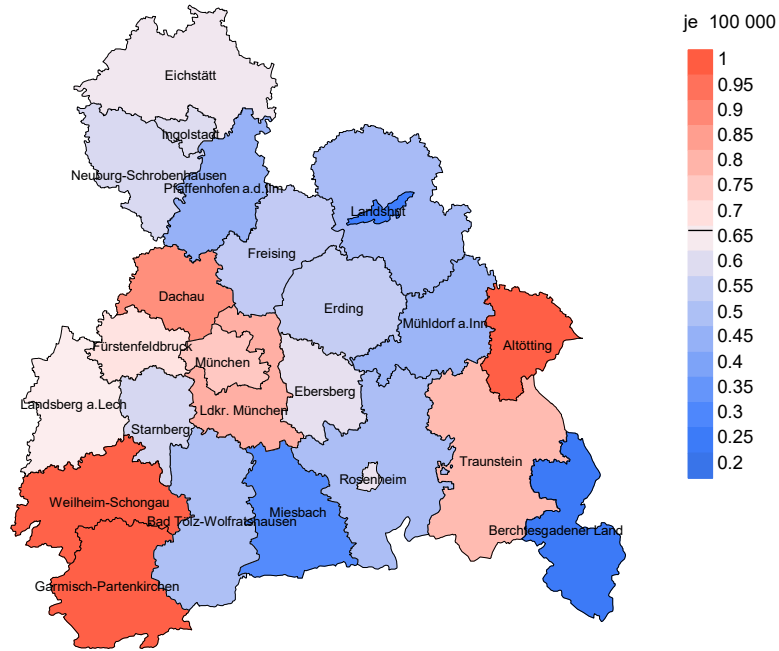 je 100 000
1
0.95
0.9
0.85
0.8
0.75
0.7
0.65
0.6
0.55
0.5
0.45
0.4
0.35
0.3
0.25
0.2
Eichstätt
Ingolstadt
Neuburg-Schrobenhausen
Pfaffenhofen a.d.Ilm
Landshut
Freising
Dachau
Erding
Mühldorf a.Inn
Altötting
Fürstenfeldbruck
München
Ebersberg
Landsberg a.Lech
Ldkr. München
Starnberg
Traunstein
Rosenheim
Weilheim-Schongau
Miesbach
Bad Tölz-Wolfratshausen
Berchtesgadener Land
Garmisch-Partenkirchen